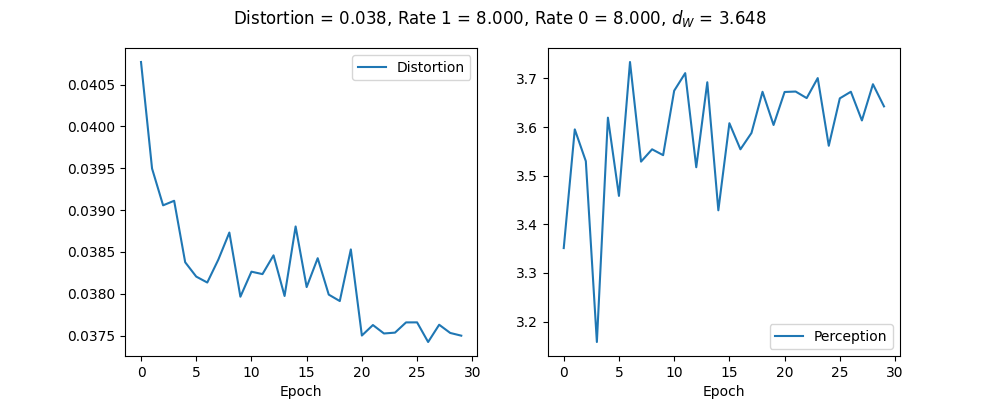 Distortion = 0.038, Rate 1 = 8.000, Rate 0 = 8.000, $d_W$ = 3.648
Distortion
0.0405
0.0400
0.0395
0.0390
0.0385
0.0380
0.0375
0 5 10 15 20 25 30
Epoch
3.7
3.6
3.5
3.4
3.3
3.2
Perception
0 5 10 15 20 25 30
Epoch